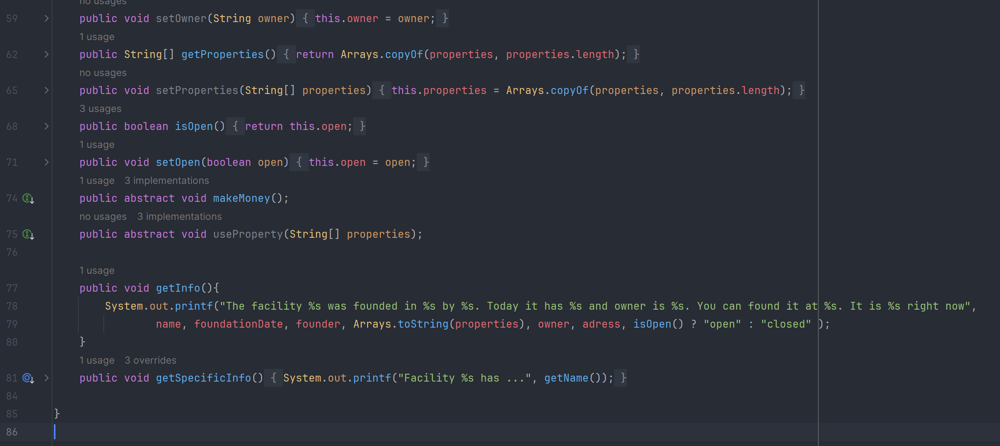 no usages
59 public void setOwner(String owner) { this.owner = owner; }
1 usage
62 public String[] getProperties() { return Arrays.copyOf(properties, properties.length); }
no usages
65 public void setProperties(String[] properties) { this.properties = Arrays.copyOf(properties, properties.length); }
3 usages
68 public boolean isOpen() { return this.open; }
1 usage
71 public void setOpen(boolean open) { this.open = open; }
1 usage 3 implementations
74 public abstract void makeMoney();
no usages 3 implementations
75 public abstract void useProperty(String[] properties);
76
1 usage
77 public void getInfo(){
78 System.out.printf("The facility %s was founded in %s by %s. Today it has %s and owner is %s. You can found it at %s. It is %s right now",
79 name, foundationDate, founder, Arrays.toString(properties), owner, adress, isOpen() ? "open" : "closed" );
80 }
1 usage 3 overrides
81 public void getSpecificInfo() { System.out.printf("Facility %s has ...", getName()); }
84
85 }
86